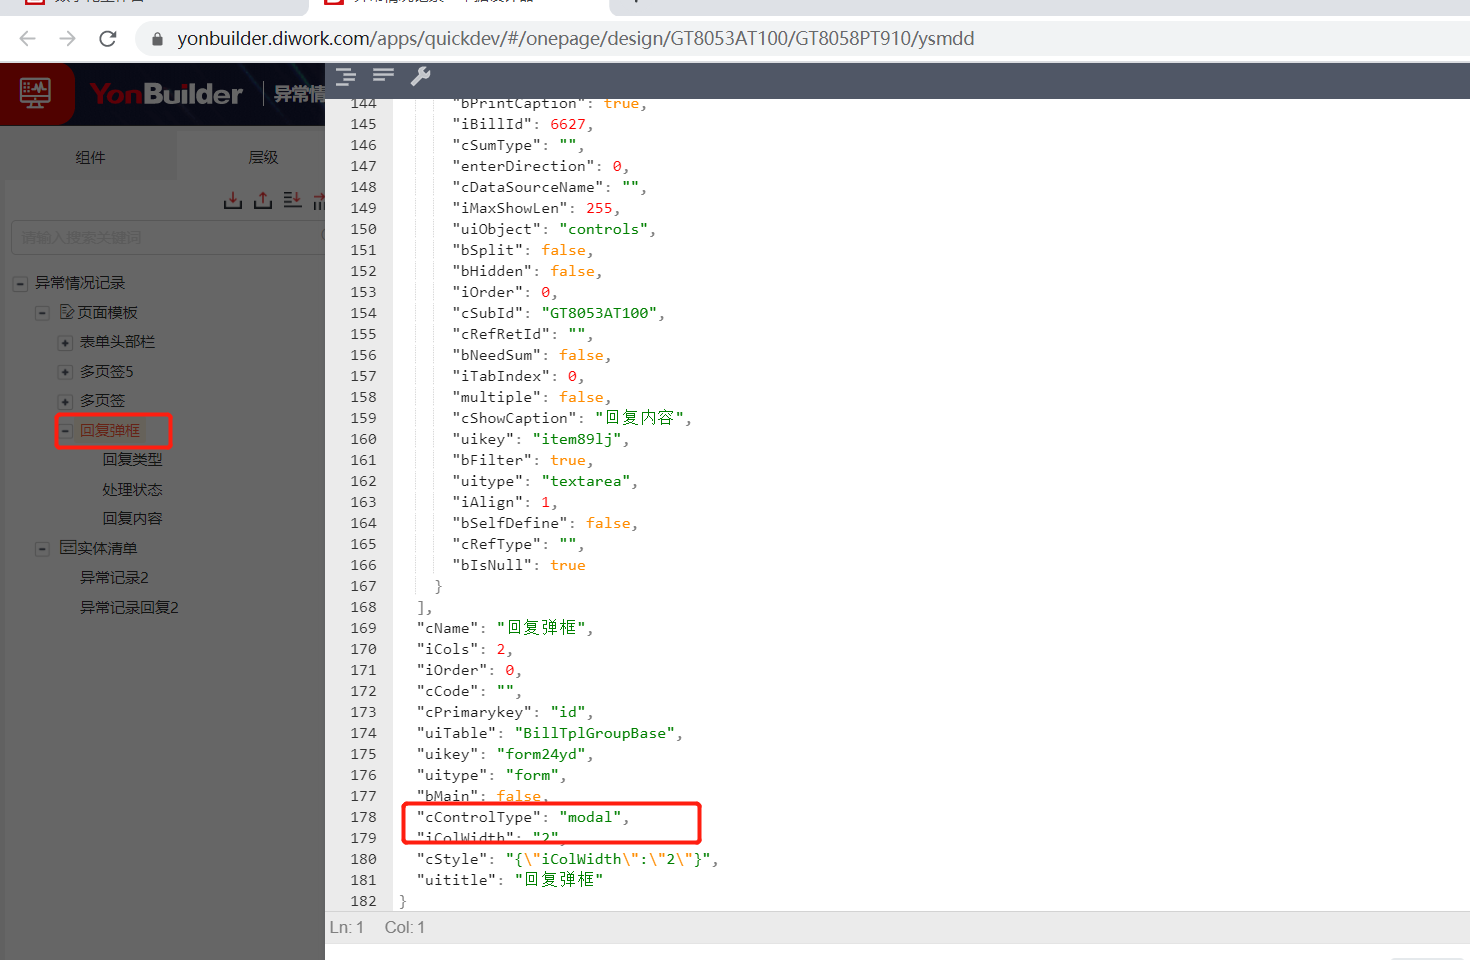 yonbuilder.diwork.com/apps/quickdev/#/onepage/design/GT8053AT100/GT8058PT910/ysmdd
YonBuilder
异常情
组件
层级
请输入搜索关键词
异常情况记录
页面模板
表单头部栏
多页签5
多页签
回复弹框
回复类型
处理状态
回复内容
实体清单
异常记录2
异常记录回复2
144 "bPrintCaption": true,
145 "iBillId": 6627,
146 "cSumType": "",
147 "enterDirection": 0,
148 "cDataSourceName": "",
149 "iMaxShowLen": 255,
150 "uiObject": "controls",
151 "bSplit": false,
152 "bHidden": false,
153 "iOrder": 0,
154 "cSubId": "GT8053AT100",
155 "cRefRetId": "",
156 "bNeedSum": false,
157 "iTabIndex": 0,
158 "multiple": false,
159 "cShowCaption": "回复内容",
160 "uikey": "item89lj",
161 "bFilter": true,
162 "uitype": "textarea",
163 "iAlign": 1,
164 "bSelfDefine": false,
165 "cRefType": "",
166 "bIsNull": true
167 }
168 ],
169 "cName": "回复弹框",
170 "iCols": 2,
171 "iOrder": 0,
172 "cCode": "",
173 "cPrimarykey": "id",
174 "uiTable": "BillTplGroupBase",
175 "uikey": "form24yd",
176 "uitype": "form",
177 "bMain": false,
178 "cControlType": "modal",
179 "iColWidth": "2",
180 "cStyle": "{\"iColWidth\":\"2\"}",
181 "uititle": "回复弹框"
182 }
Ln: 1 Col: 1